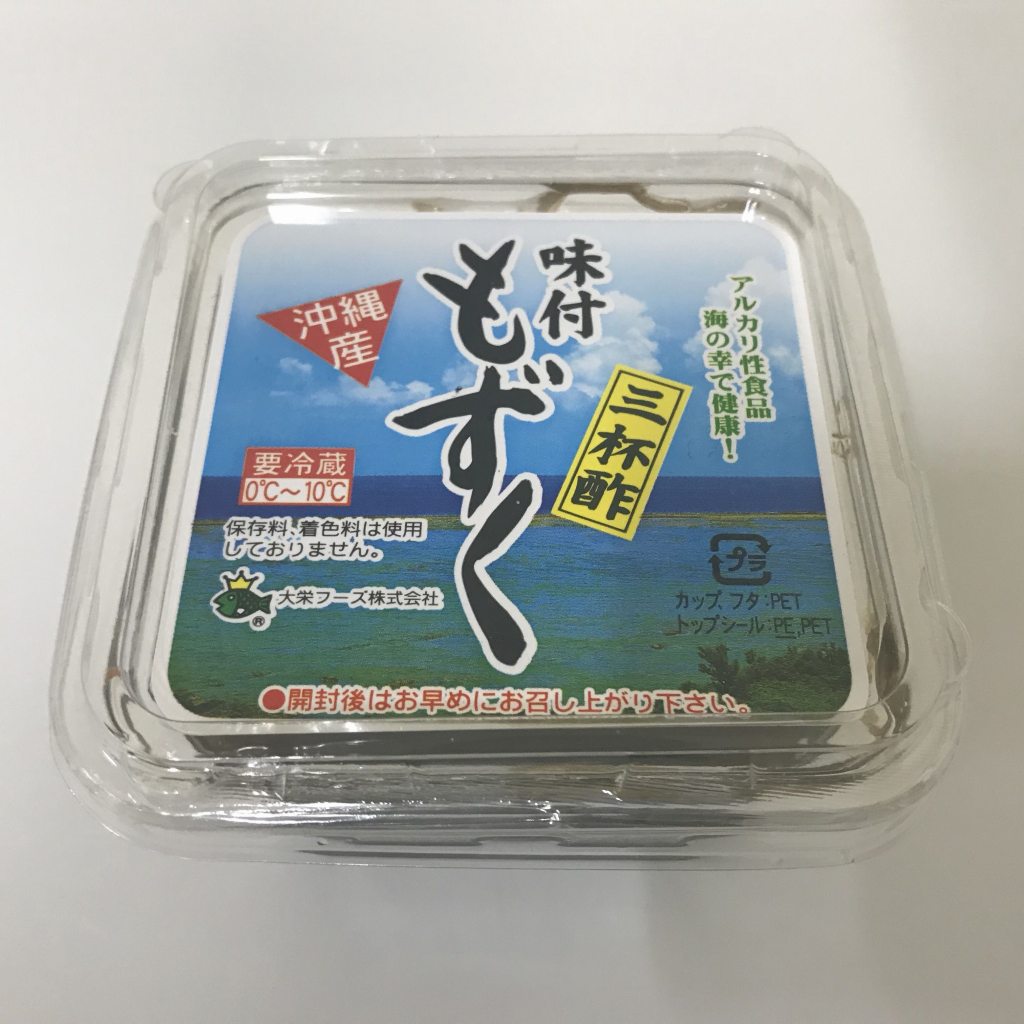 味付
もずく
三杯酢
沖縄
産
アルカリ性食品
海の幸で健康!
要冷蔵
0℃~10℃
保存料、着色料は使用
しておりません。
®
大栄フーズ株式会社
プラ
カップ、フタ:PET
トップシール:PE,PET
●開封後はお早めにお召し上がり下さい。